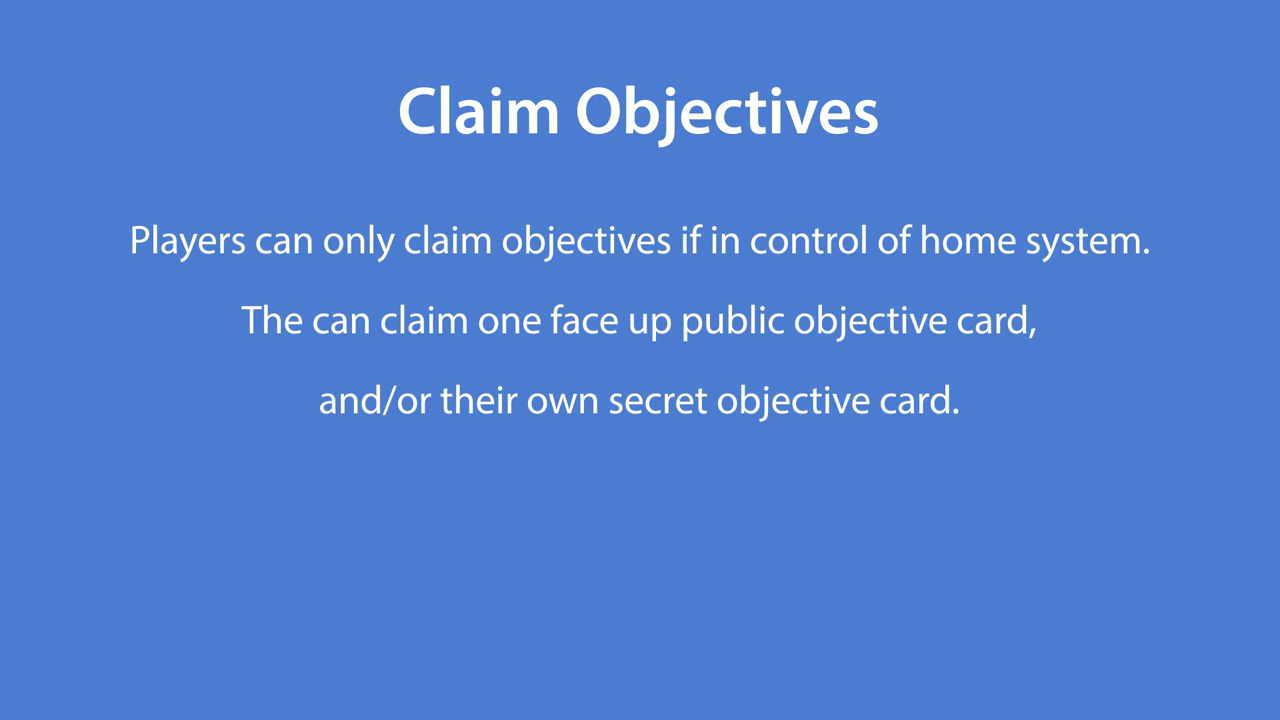 Claim Objectives
Players can only claim objectives if in control of home system.
The can claim one face up public objective card,
and/or their own secret objective card.